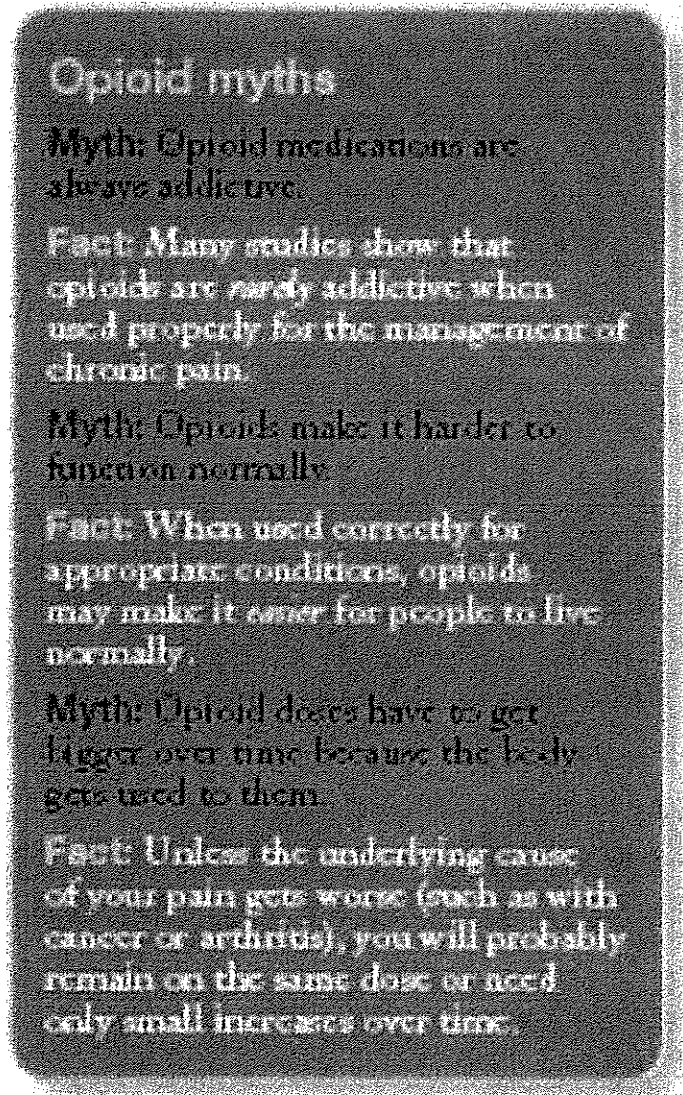 Opioid myths
Myth: Opioid medications are
always addictive.
Fact: Many studies show that
opioids are rarely addictive when
used properly for the management of
chronic pain.
Myth: Opioids make it harder to
function normally.
Fact: When used correctly for
appropriate conditions, opioids
may make it easier for people to live
normally.
Myth: Opioid doses have to get
bigger over time because the body
gets used to them.
Fact: Unless the underlying cause
of your pain gets worse (such as with
cancer or arthritis), you will probably
remain on the same dose or need
only small increases over time.